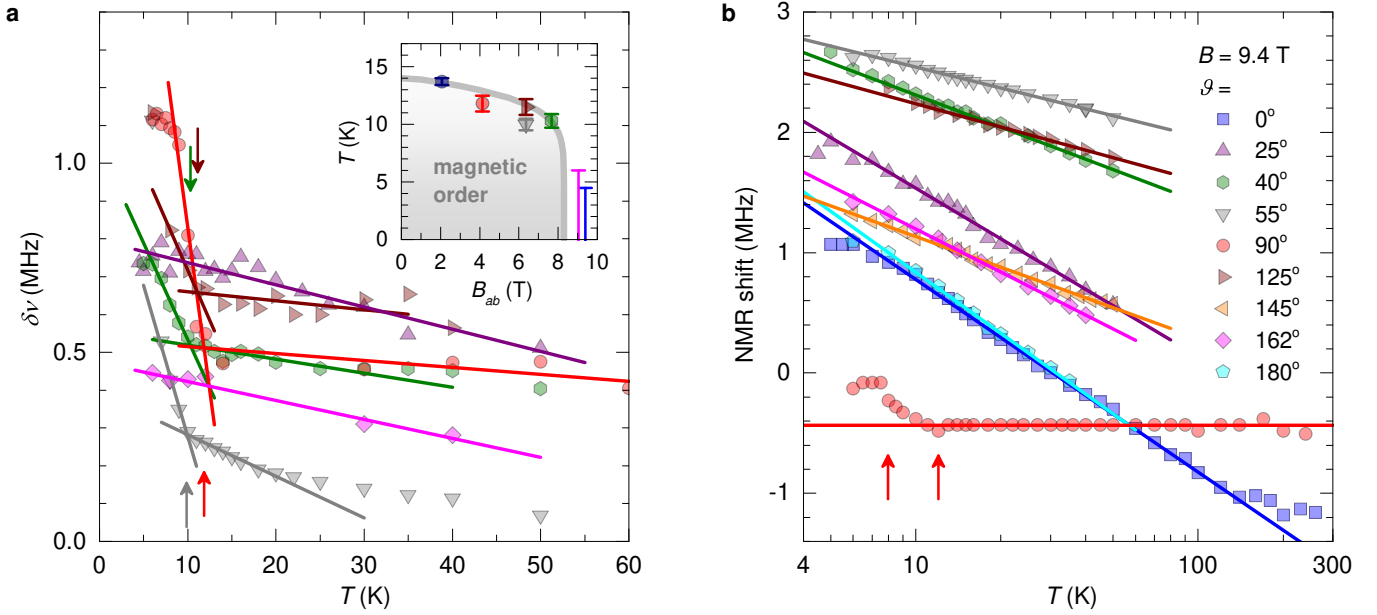 a
δν (MHz)
1.0
0.5
0.0
0 10 20 30 40 50 60
T (K)
T (K)
15
10
5
0
magnetic
order
0 2 4 6 8 10
B_ab (T)
b
NMR shift (MHz)
3
2
1
0
-1
4 10 100 300
T (K)
B = 9.4 T
ϑ =
0°
25°
40°
55°
90°
125°
145°
162°
180°